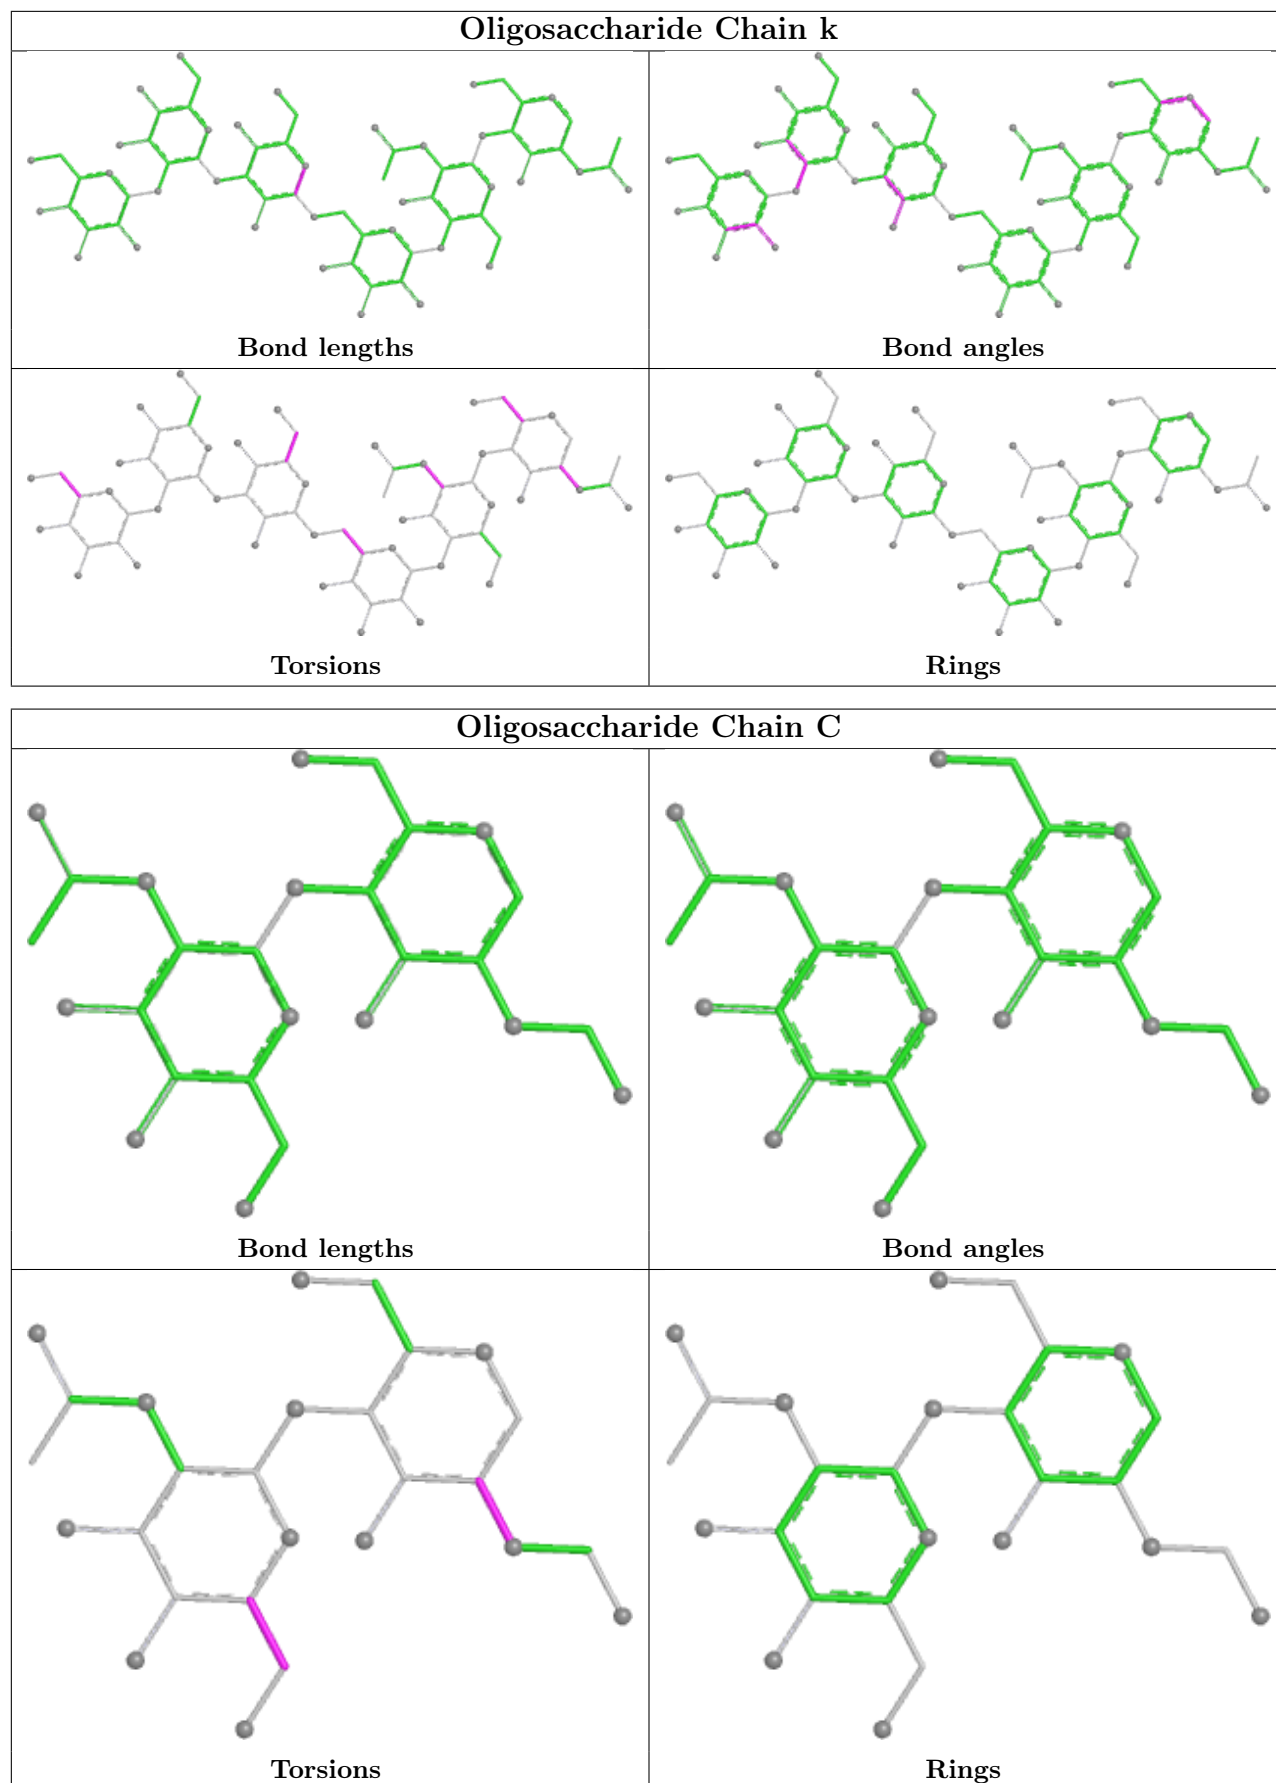 Oligosaccharide Chain k
Bond lengths
Bond angles
Torsions
Rings
Oligosaccharide Chain C
Bond lengths
Bond angles
Torsions
Rings